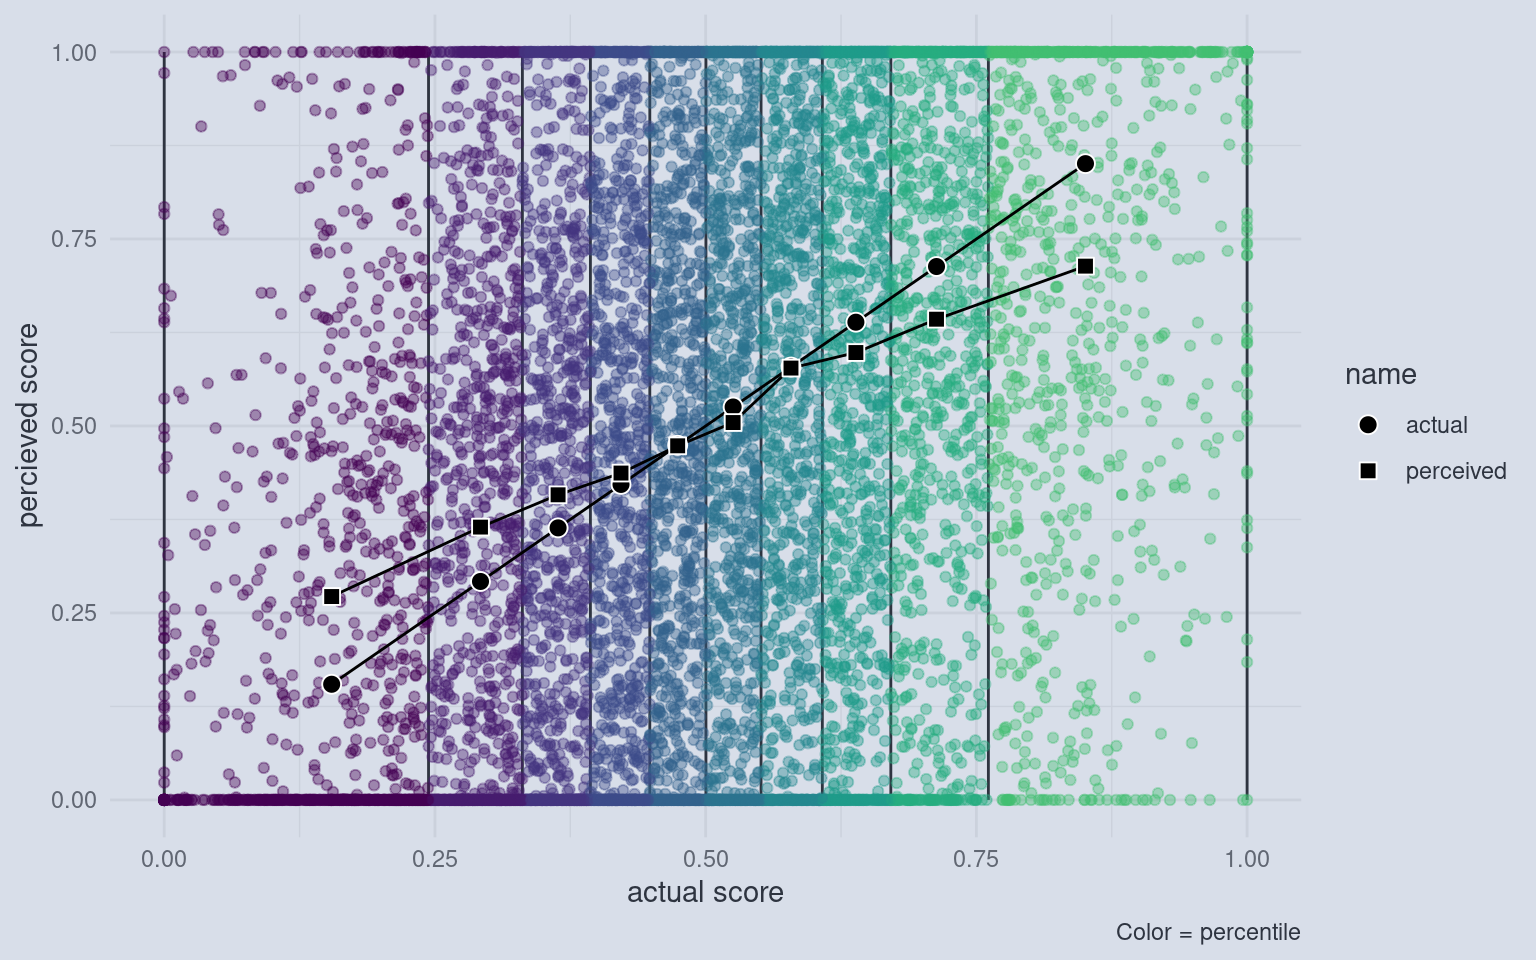 1.00
0.75
0.50
0.25
0.00
percieved score
0.00 0.25 0.50 0.75 1.00
actual score
name
actual
perceived
Color = percentile